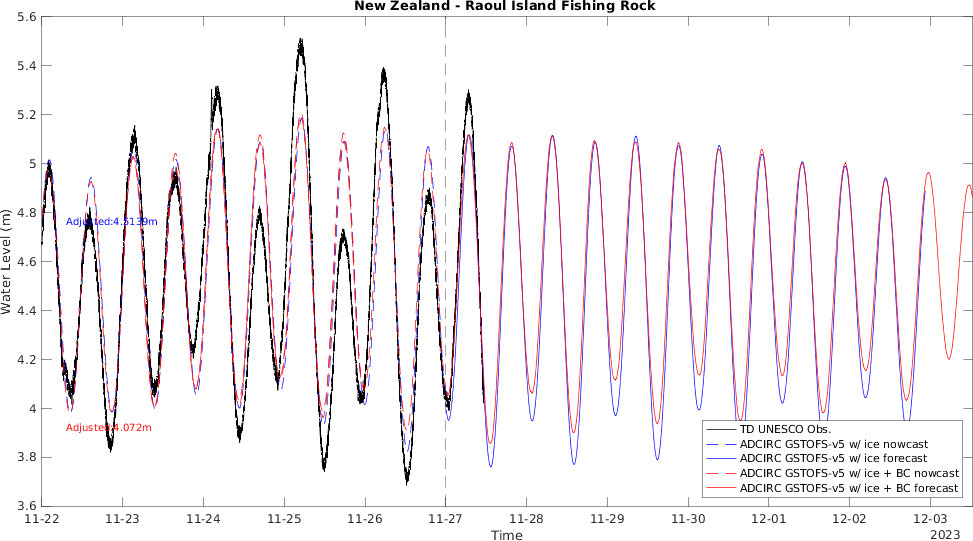 New Zealand - Raoul Island Fishing Rock
Water Level (m)
5.6
5.4
5.2
5
4.8
4.6
4.4
4.2
4
3.8
3.6
Adjusted:4.5139m
Adjusted:4.072m
TD UNESCO Obs.
ADCIRC GSTOFS-v5 w/ ice nowcast
ADCIRC GSTOFS-v5 w/ ice forecast
ADCIRC GSTOFS-v5 w/ ice + BC nowcast
ADCIRC GSTOFS-v5 w/ ice + BC forecast
11-22 11-23 11-24 11-25 11-26 11-27 11-28 11-29 11-30 12-01 12-02 12-03
2023
Time